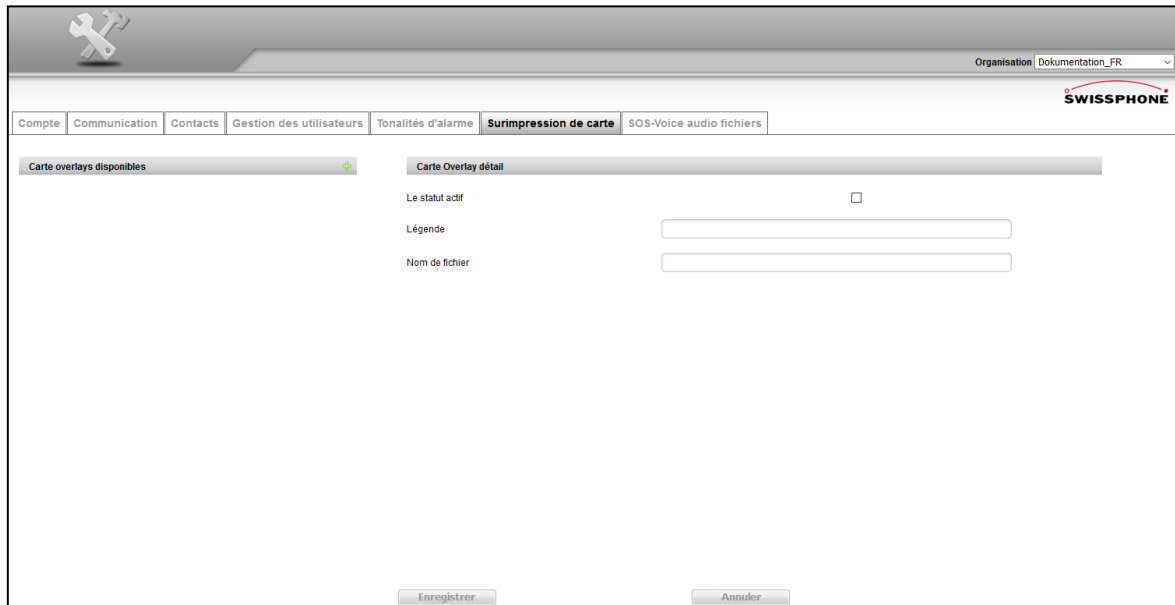 Organisation Dokumentation_FR
SWISSPHONE
Compte Communication Contacts Gestion des utilisateurs Tonalités d'alarme Surimpression de carte SOS-Voice audio fichiers
Carte overlays disponibles
Carte Overlay détail
Le statut actif
Légende
Nom de fichier
Enregistrer Annuler